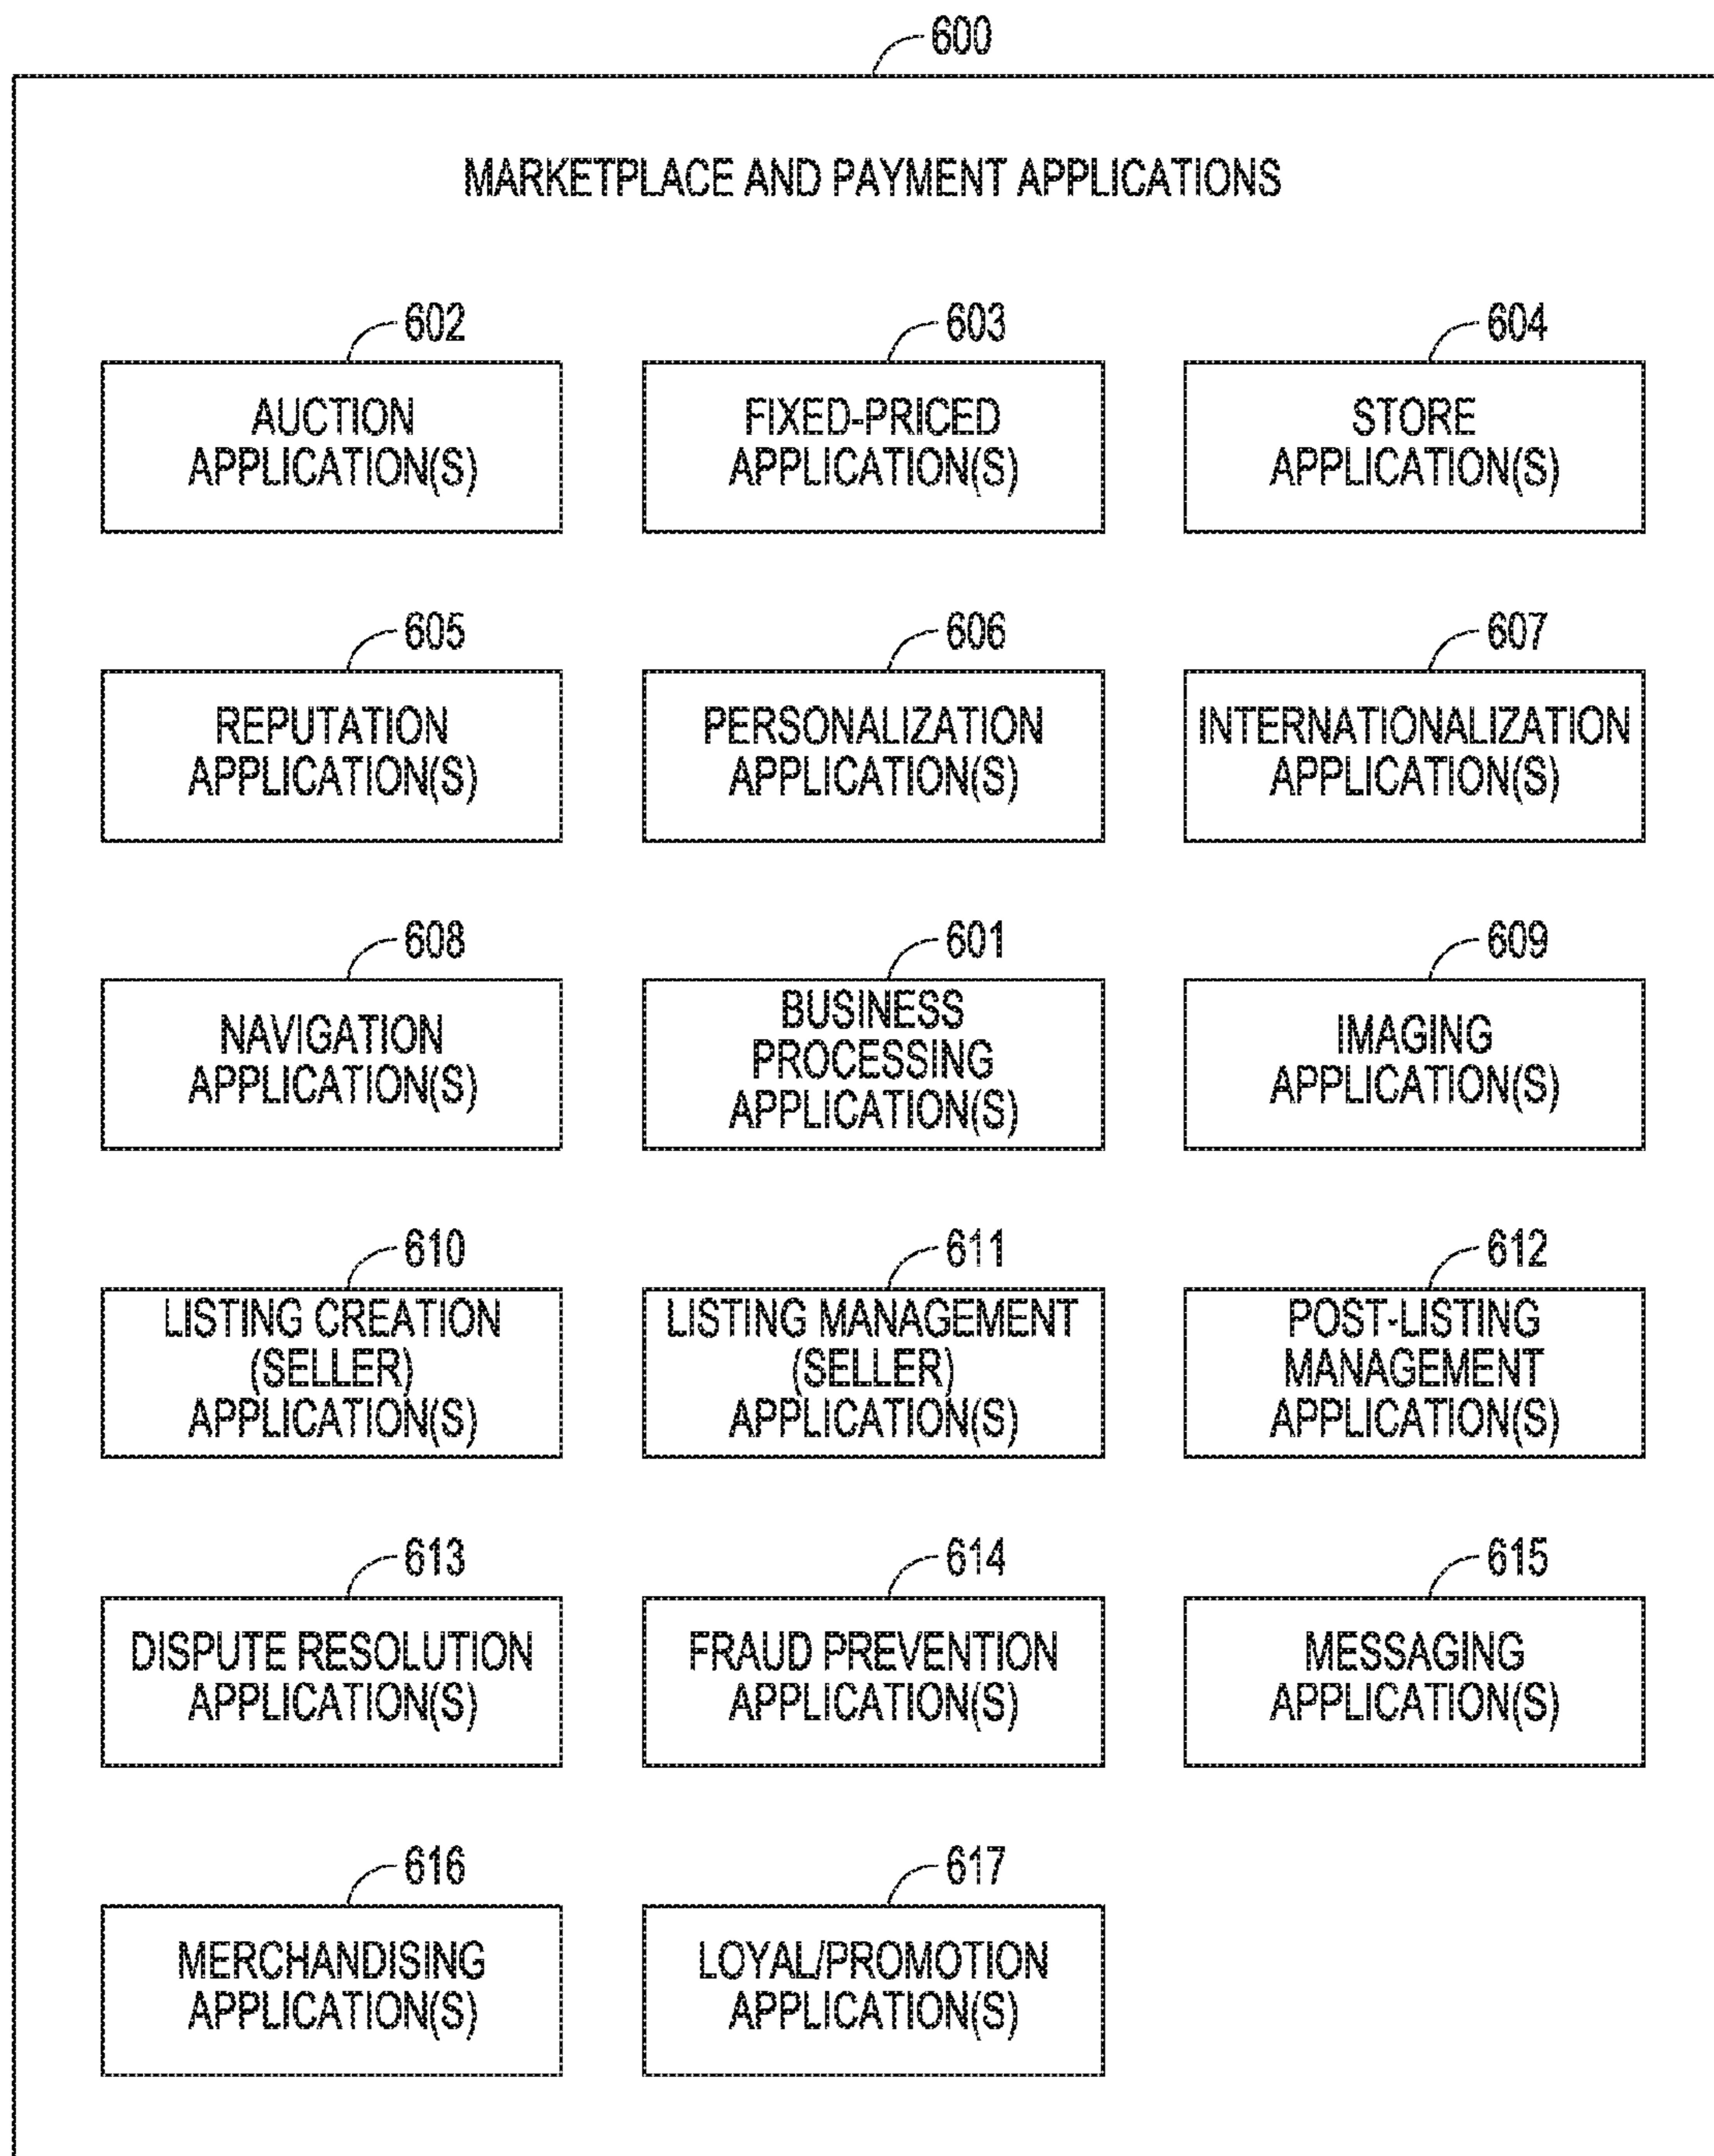 600
MARKETPLACE AND PAYMENT APPLICATIONS
602
AUCTION
APPLICATION(S)
603
FIXED-PRICED
APPLICATION(S)
604
STORE
APPLICATION(S)
605
REPUTATION
APPLICATION(S)
606
PERSONALIZATION
APPLICATION(S)
607
INTERNATIONALIZATION
APPLICATION(S)
608
NAVIGATION
APPLICATION(S)
601
BUSINESS
PROCESSING
APPLICATION(S)
609
IMAGING
APPLICATION(S)
610
LISTING CREATION
(SELLER)
APPLICATION(S)
611
LISTING MANAGEMENT
(SELLER)
APPLICATION(S)
612
POST-LISTING
MANAGEMENT
APPLICATION(S)
613
DISPUTE RESOLUTION
APPLICATION(S)
614
FRAUD PREVENTION
APPLICATION(S)
615
MESSAGING
APPLICATION(S)
616
MERCHANDISING
APPLICATION(S)
617
LOYAL/PROMOTION
APPLICATION(S)